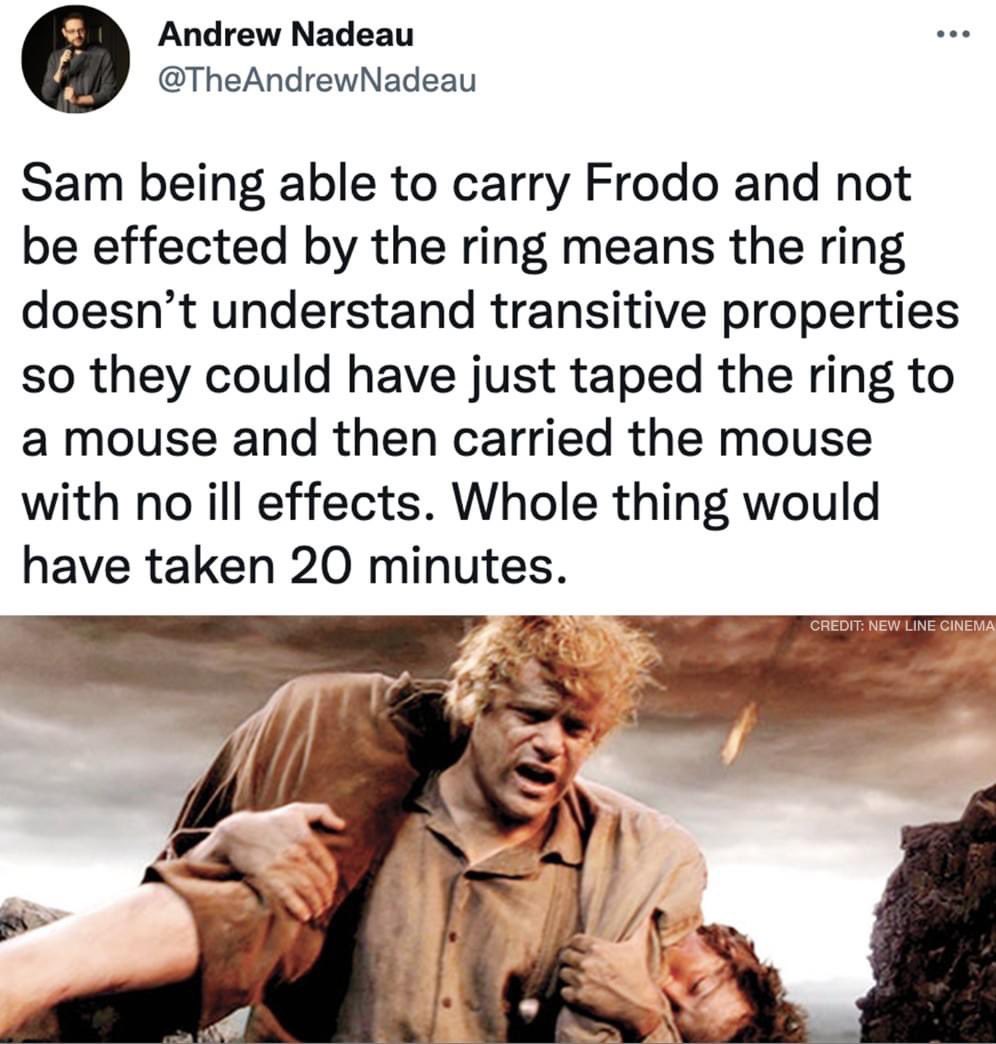 Andrew Nadeau
@TheAndrewNadeau
Sam being able to carry Frodo and not
be effected by the ring means the ring
doesn’t understand transitive properties
so they could have just taped the ring to
a mouse and then carried the mouse
with no ill effects. Whole thing would
have taken 20 minutes.
CREDIT: NEW LINE CINEMA